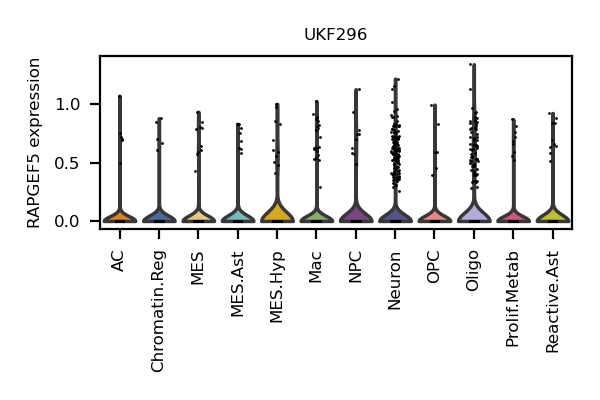 UKF296
RAPGEF5 expression
1.0
0.5
0.0
AC
Chromatin.Reg
MES
MES.Ast
MES.Hyp
Mac
NPC
Neuron
OPC
Oligo
Prolif.Metab
Reactive.Ast